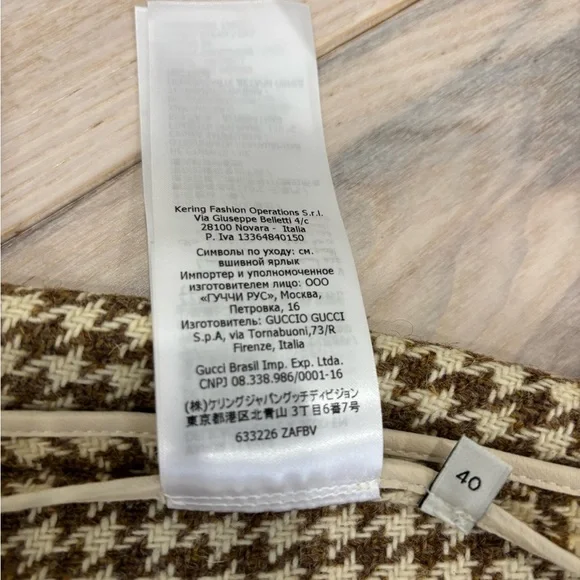 Kering Fashion Operations S.r.l.
Via Giuseppe Belletti 4/c
28100 Novara - Italia
P. Iva 13364840150
Символы по уходу: см.
вшивной ярлык
Импортер и уполномоченное
изготовителем лицо: ООО
«ГУЧЧИ РУС», Москва,
Петровка, 16
Изготовитель: GUCCIO GUCCI
S.p.A, via Tornabuoni,73/R
Firenze, Italia
Gucci Brasil Imp. Exp. Ltda.
CNPJ 08.338.986/0001-16
(株)ケリングジャパングッチディビジョン
東京都港区北青山3丁目6番7号
633226 ZAFBV
40